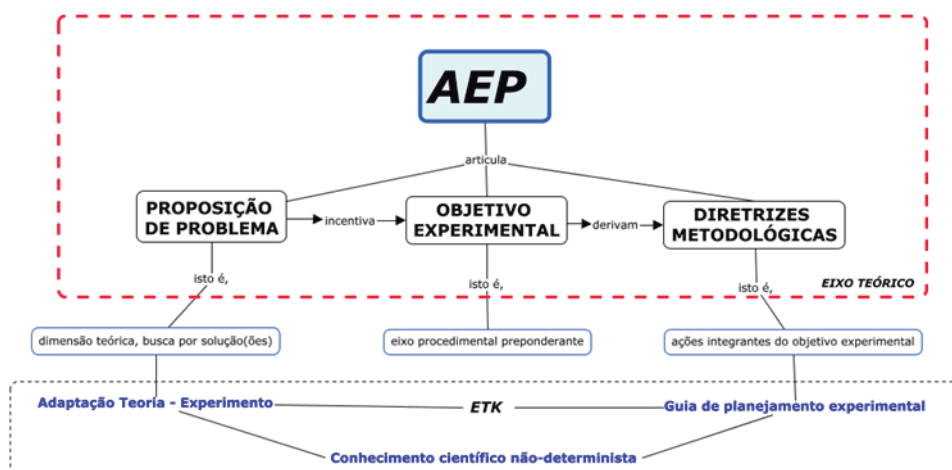 AEP
articula
PROPOSIÇÃO
DE PROBLEMA
incentiva
OBJETIVO
EXPERIMENTAL
derivam
DIRETRIZES
METODOLÓGICAS
isto é,
isto é,
isto é,
EIXO TEÓRICO
dimensão teórica, busca por solução(ões)
eixo procedimental preponderante
ações integrantes do objetivo experimental
Adaptação Teoria - Experimento
ETK
Guia de planejamento experimental
Conhecimento científico não-determinista